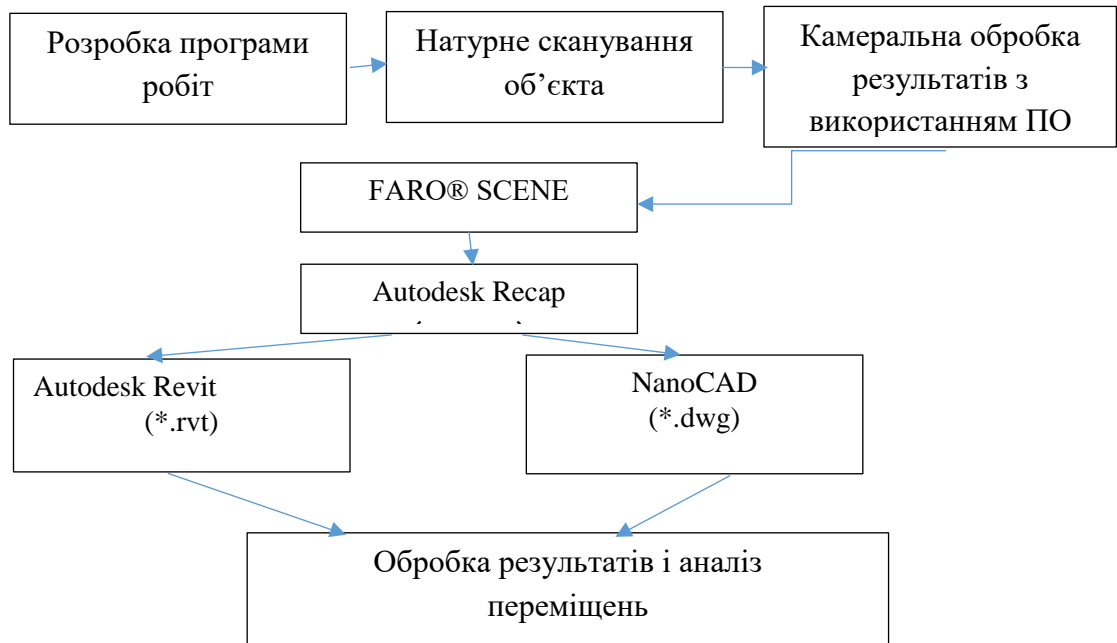 Розробка програми
робіт
Натурне сканування
об’єкта
Камеральна обробка
результатів з
використанням ПО
FARO® SCENE
Autodesk Recap
Autodesk Revit
(*.rvt)
NanoCAD
(*.dwg)
Обробка результатів і аналіз
переміщень